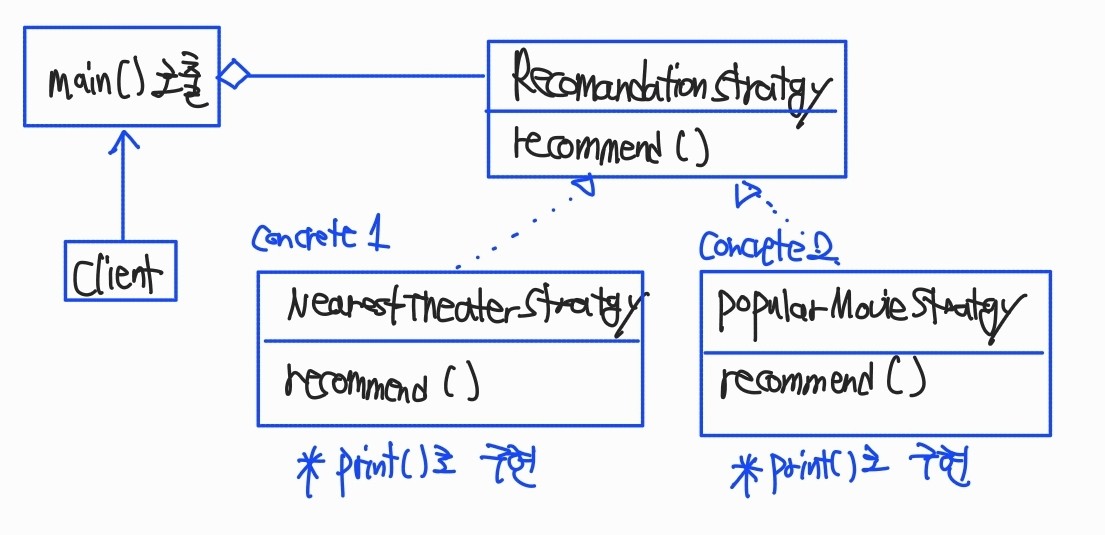 main()호출
RecomandationStratgy
recommend()
Client
Concrete 1
NearestTheaterStratgy
recommend()
* print()로 구현
Concrete 2
popularMovieStratgy
recommend()
* print()로 구현